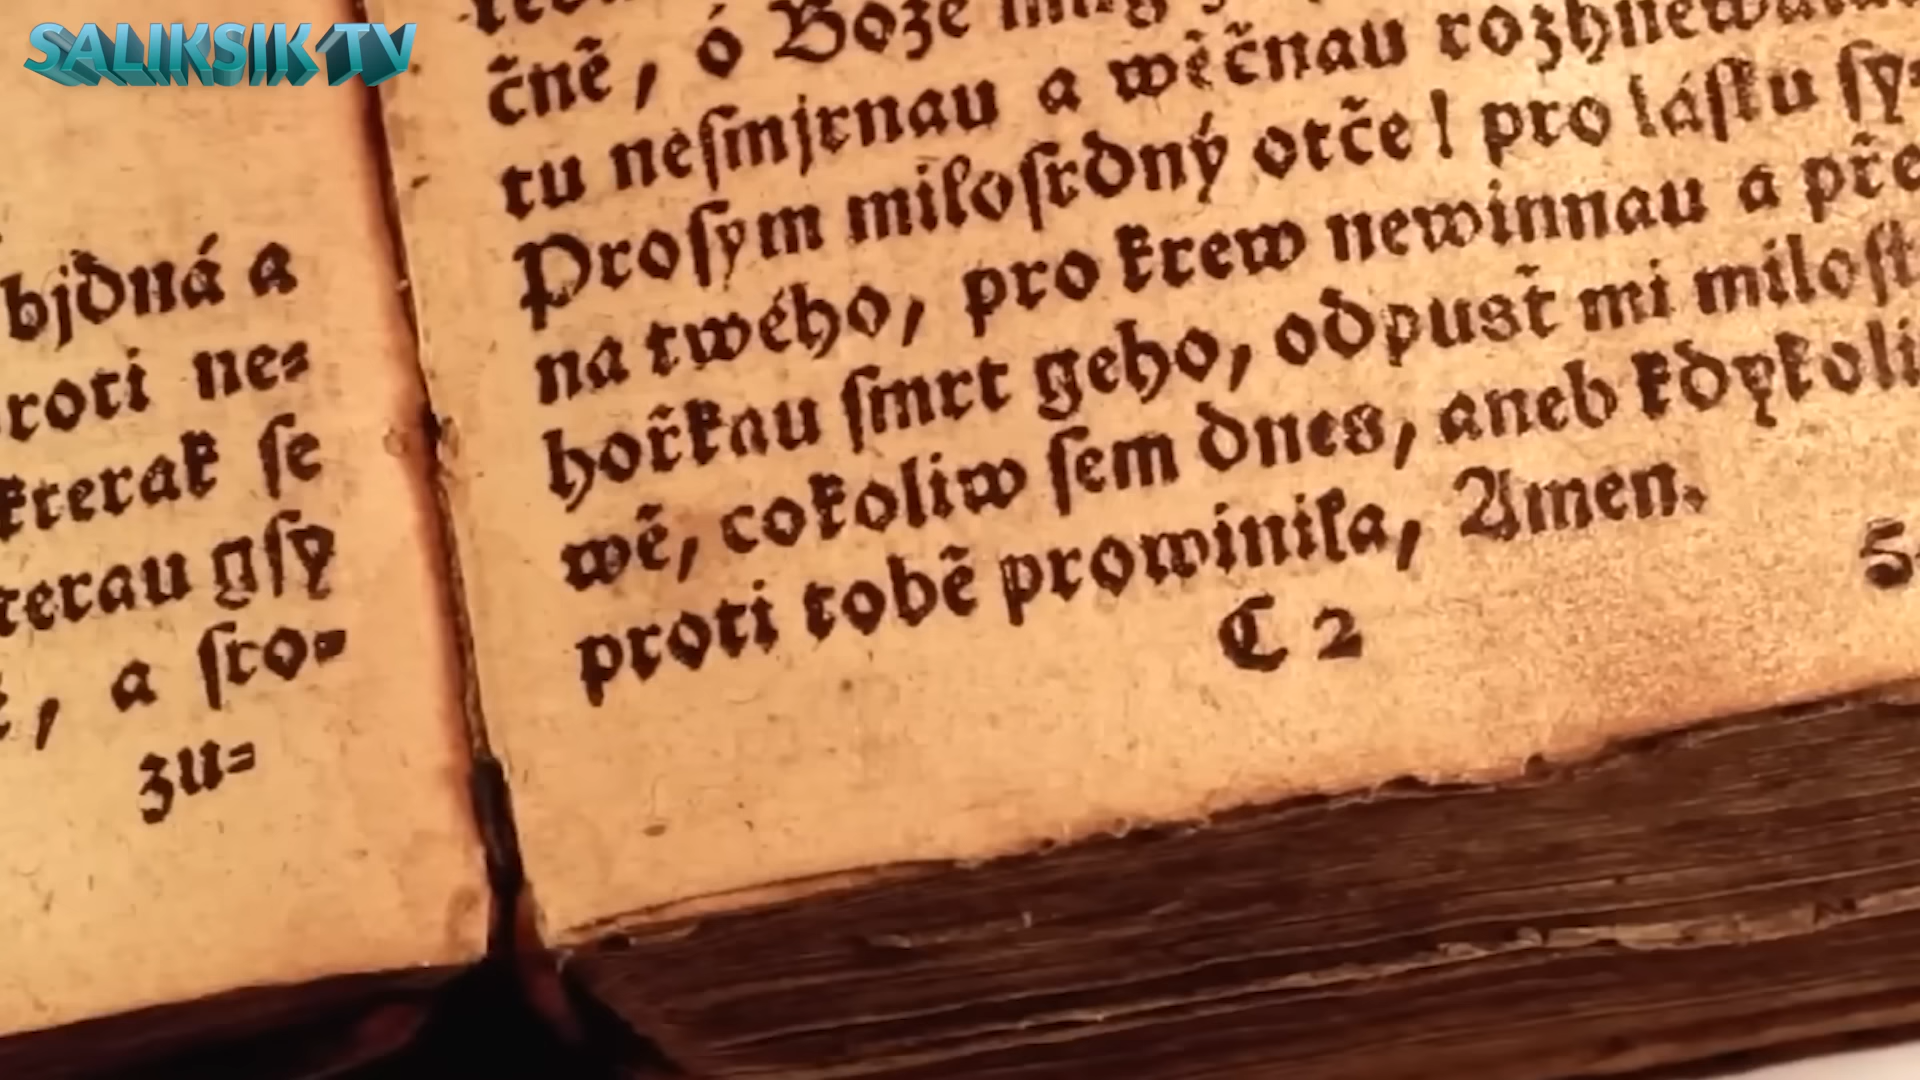 SALIKSIK TV
bjdná a
roti ne⸗
kterak ſe
terau gſy
, a ſro⸗
zu⸗
čně, ó Bože
tu neſmjrnau a wěčnau
Proſym miloſrdný otče! pro láſku ſy⸗
na twého, pro krew newinnau a pře
hořkau ſmrt geho, odpusť mi miloſt
wě, cokoliw ſem dnes, aneb kdykoli
proti tobě prowinila, Amen.
C 2